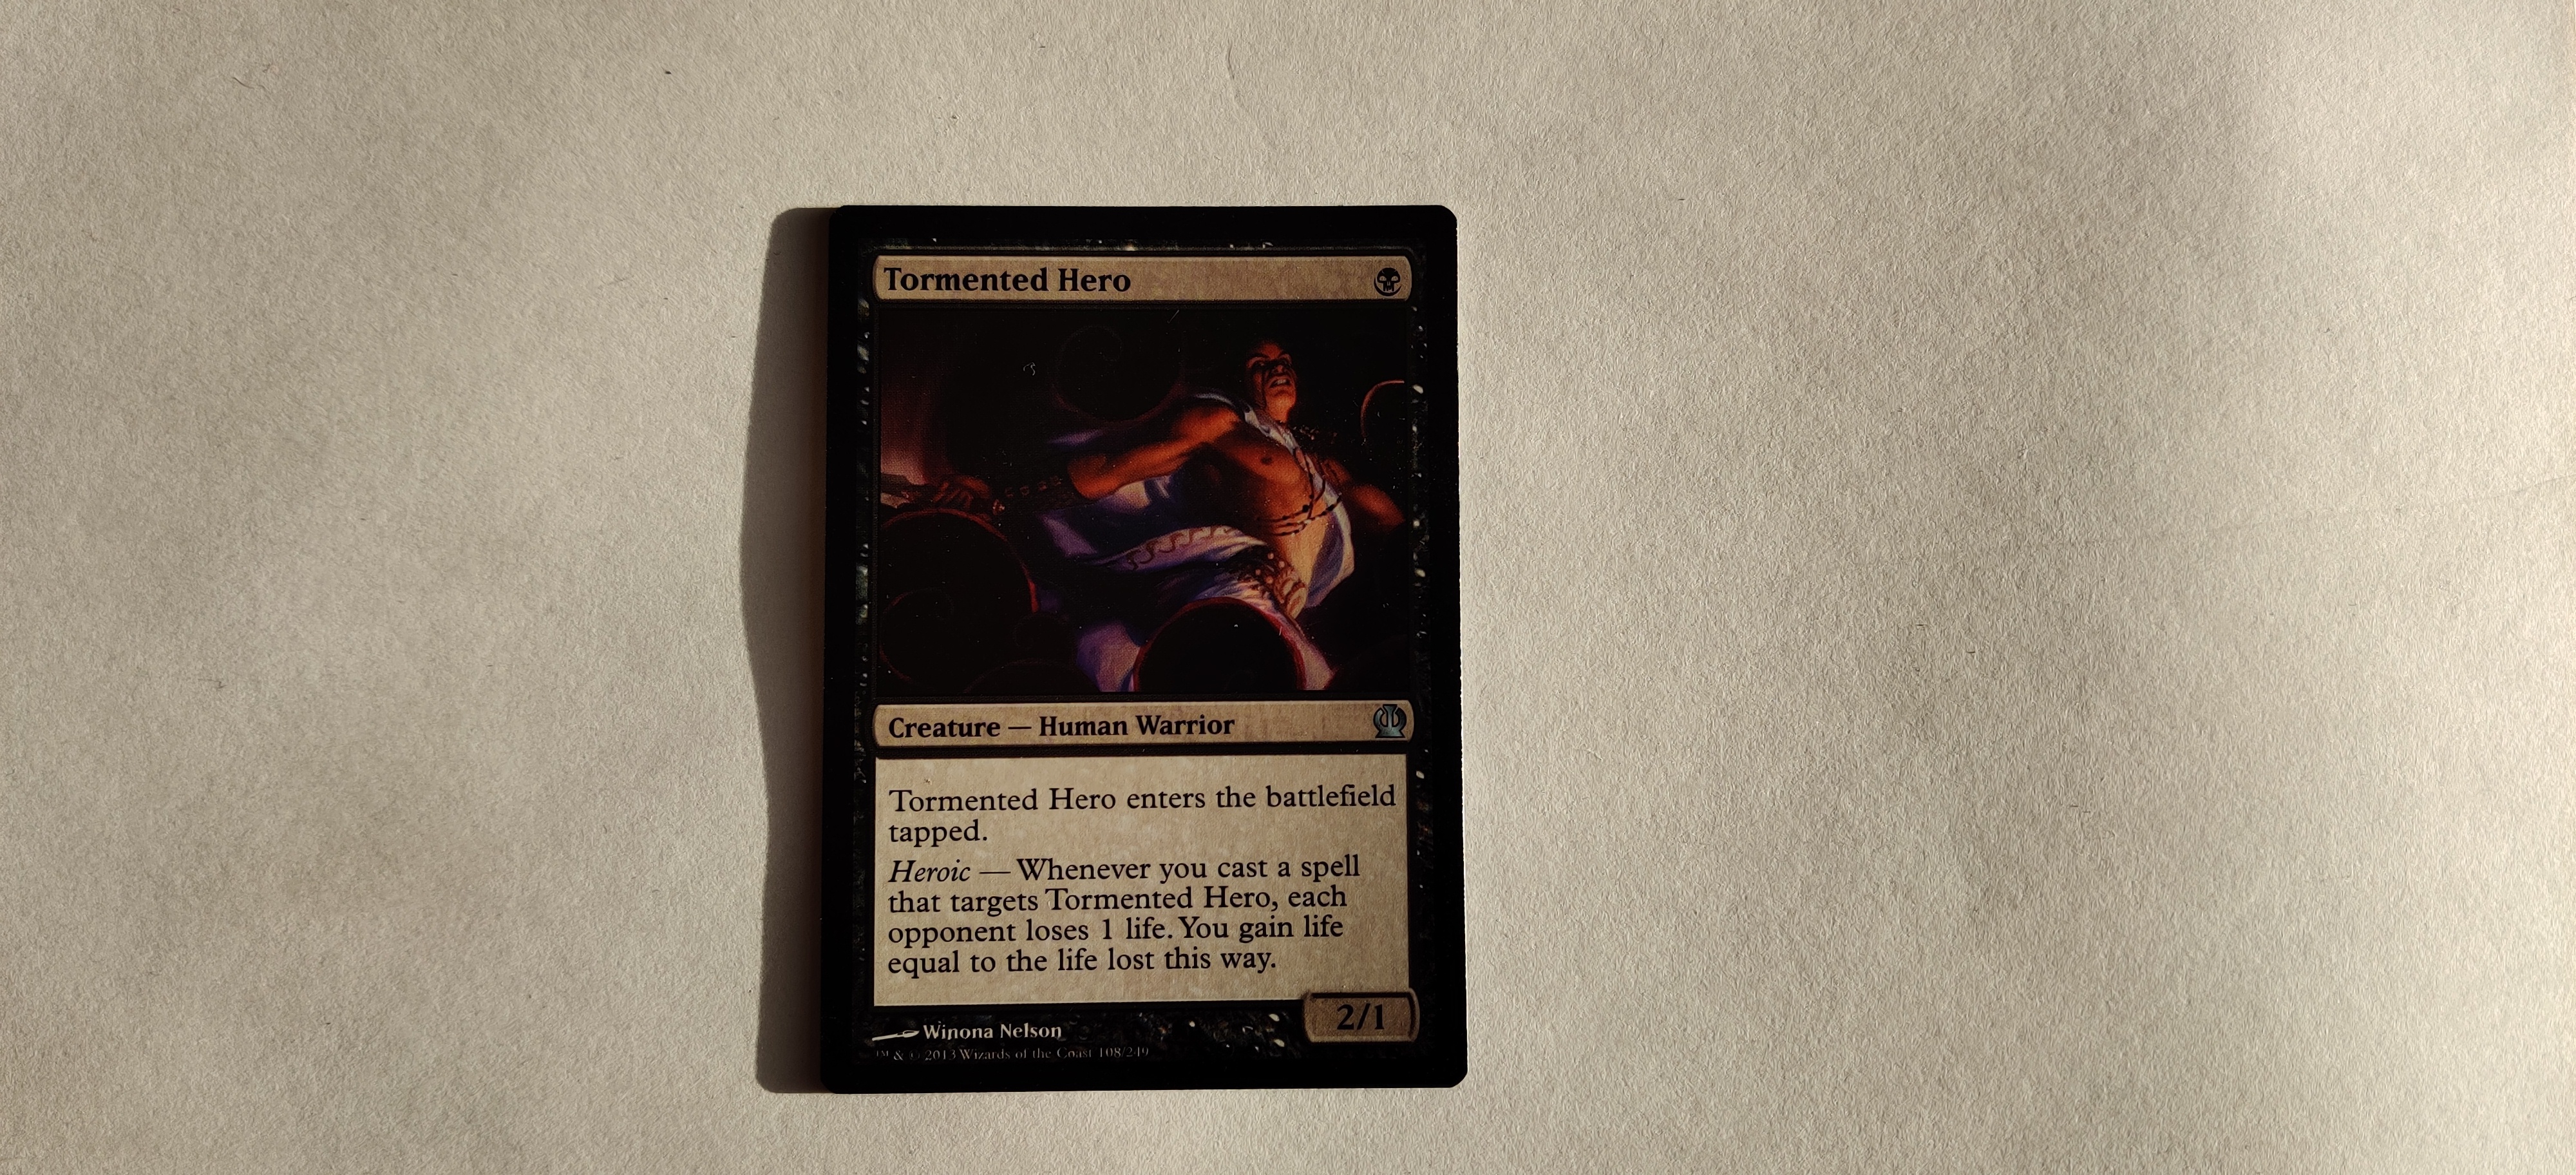 Tormented Hero
Creature — Human Warrior
Tormented Hero enters the battlefield
tapped.
Heroic — Whenever you cast a spell
that targets Tormented Hero, each
opponent loses 1 life. You gain life
equal to the life lost this way.
2/1
Winona Nelson
™ & © 2013 Wizards of the Coast 108/249